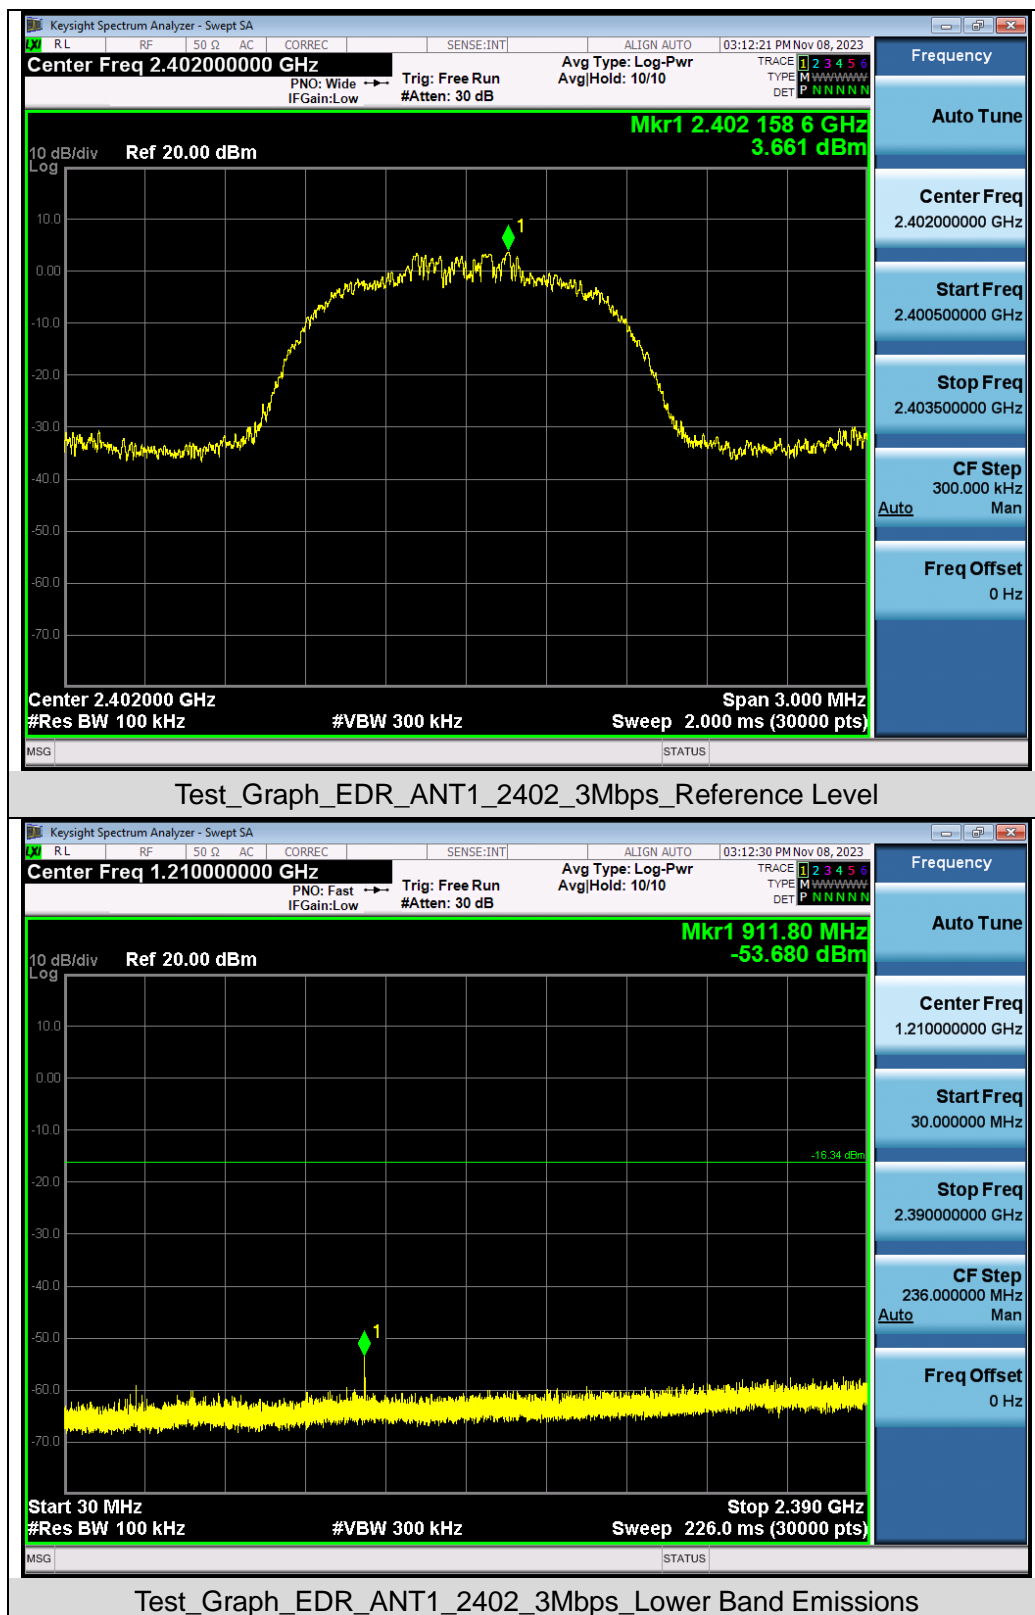 Keysight Spectrum Analyzer - Swept SA
LXI RL RF 50 Ω AC CORREC SENSE:INT ALIGN AUTO 03:12:21 PM Nov 08, 2023
Center Freq 2.402000000 GHz
PNO: Wide
IFGain:Low
Trig: Free Run
#Atten: 30 dB
Avg Type: Log-Pwr
Avg|Hold: 10/10
TRACE 1 2 3 4 5 6
TYPE M W W W W W
DET P N N N N N
Mkr1 2.402 158 6 GHz
3.661 dBm
10 dB/div Ref 20.00 dBm
Log
1
10.0
0.00
-10.0
-20.0
-30.0
-40.0
-50.0
-60.0
-70.0
Center 2.402000 GHz Span 3.000 MHz
#Res BW 100 kHz #VBW 300 kHz Sweep 2.000 ms (30000 pts)
MSG STATUS
Frequency
Auto Tune
Center Freq
2.402000000 GHz
Start Freq
2.400500000 GHz
Stop Freq
2.403500000 GHz
CF Step
300.000 kHz
Auto Man
Freq Offset
0 Hz
Test_Graph_EDR_ANT1_2402_3Mbps_Reference Level
Keysight Spectrum Analyzer - Swept SA
LXI RL RF 50 Ω AC CORREC SENSE:INT ALIGN AUTO 03:12:30 PM Nov 08, 2023
Center Freq 1.210000000 GHz
PNO: Fast
IFGain:Low
Trig: Free Run
#Atten: 30 dB
Avg Type: Log-Pwr
Avg|Hold: 10/10
TRACE 1 2 3 4 5 6
TYPE M W W W W W
DET P N N N N N
Mkr1 911.80 MHz
-53.680 dBm
10 dB/div Ref 20.00 dBm
Log
10.0
0.00
-10.0
-16.34 dBm
-20.0
-30.0
-40.0
1
-50.0
-60.0
-70.0
Start 30 MHz Stop 2.390 GHz
#Res BW 100 kHz #VBW 300 kHz Sweep 226.0 ms (30000 pts)
MSG STATUS
Frequency
Auto Tune
Center Freq
1.210000000 GHz
Start Freq
30.000000 MHz
Stop Freq
2.390000000 GHz
CF Step
236.000000 MHz
Auto Man
Freq Offset
0 Hz
Test_Graph_EDR_ANT1_2402_3Mbps_Lower Band Emissions